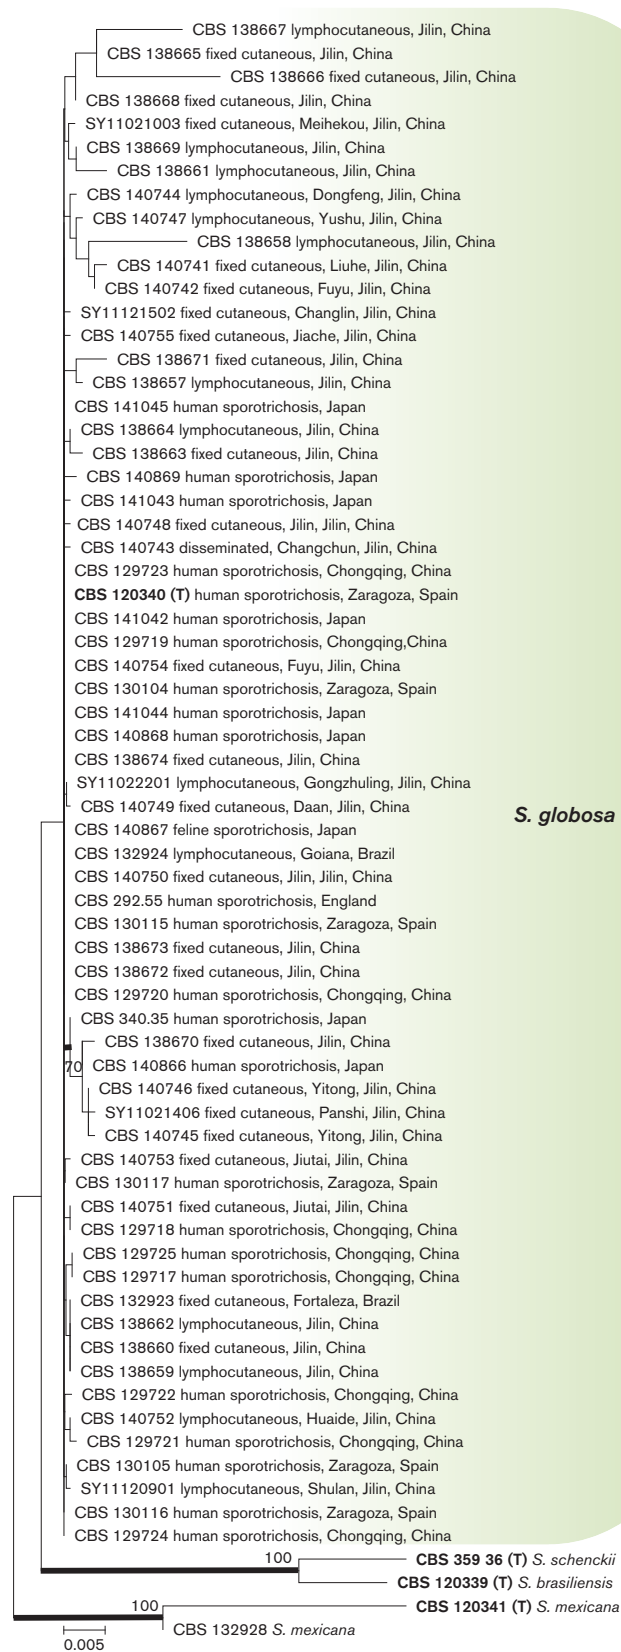 CBS 138667 lymphocutaneous, Jilin, China
CBS 138665 fixed cutaneous, Jilin, China
CBS 138666 fixed cutaneous, Jilin, China
CBS 138668 fixed cutaneous, Jilin, China
SY11021003 fixed cutaneous, Meihekou, Jilin, China
CBS 138669 lymphocutaneous, Jilin, China
CBS 138661 lymphocutaneous, Jilin, China
CBS 140744 lymphocutaneous, Dongfeng, Jilin, China
CBS 140747 lymphocutaneous, Yushu, Jilin, China
CBS 138658 lymphocutaneous, Jilin, China
CBS 140741 fixed cutaneous, Liuhe, Jilin, China
CBS 140742 fixed cutaneous, Fuyu, Jilin, China
SY11121502 fixed cutaneous, Changlin, Jilin, China
CBS 140755 fixed cutaneous, Jiache, Jilin, China
CBS 138671 fixed cutaneous, Jilin, China
CBS 138657 lymphocutaneous, Jilin, China
CBS 141045 human sporotrichosis, Japan
CBS 138664 lymphocutaneous, Jilin, China
CBS 138663 fixed cutaneous, Jilin, China
CBS 140869 human sporotrichosis, Japan
CBS 141043 human sporotrichosis, Japan
CBS 140748 fixed cutaneous, Jilin, Jilin, China
CBS 140743 disseminated, Changchun, Jilin, China
CBS 129723 human sporotrichosis, Chongqing, China
CBS 120340 (T) human sporotrichosis, Zaragoza, Spain
CBS 141042 human sporotrichosis, Japan
CBS 129719 human sporotrichosis, Chongqing,China
CBS 140754 fixed cutaneous, Fuyu, Jilin, China
CBS 130104 human sporotrichosis, Zaragoza, Spain
CBS 141044 human sporotrichosis, Japan
CBS 140868 human sporotrichosis, Japan
CBS 138674 fixed cutaneous, Jilin, China
SY11022201 lymphocutaneous, Gongzhuling, Jilin, China
CBS 140749 fixed cutaneous, Daan, Jilin, China
S. globosa
CBS 140867 feline sporotrichosis, Japan
CBS 132924 lymphocutaneous, Goiana, Brazil
CBS 140750 fixed cutaneous, Jilin, Jilin, China
CBS 292.55 human sporotrichosis, England
CBS 130115 human sporotrichosis, Zaragoza, Spain
CBS 138673 fixed cutaneous, Jilin, China
CBS 138672 fixed cutaneous, Jilin, China
CBS 129720 human sporotrichosis, Chongqing, China
CBS 340.35 human sporotrichosis, Japan
CBS 138670 fixed cutaneous, Jilin, China
70 CBS 140866 human sporotrichosis, Japan
CBS 140746 fixed cutaneous, Yitong, Jilin, China
SY11021406 fixed cutaneous, Panshi, Jilin, China
CBS 140745 fixed cutaneous, Yitong, Jilin, China
CBS 140753 fixed cutaneous, Jiutai, Jilin, China
CBS 130117 human sporotrichosis, Zaragoza, Spain
CBS 140751 fixed cutaneous, Jiutai, Jilin, China
CBS 129718 human sporotrichosis, Chongqing, China
CBS 129725 human sporotrichosis, Chongqing, China
CBS 129717 human sporotrichosis, Chongqing, China
CBS 132923 fixed cutaneous, Fortaleza, Brazil
CBS 138662 lymphocutaneous, Jilin, China
CBS 138660 fixed cutaneous, Jilin, China
CBS 138659 lymphocutaneous, Jilin, China
CBS 129722 human sporotrichosis, Chongqing, China
CBS 140752 lymphocutaneous, Huaide, Jilin, China
CBS 129721 human sporotrichosis, Chongqing, China
CBS 130105 human sporotrichosis, Zaragoza, Spain
SY11120901 lymphocutaneous, Shulan, Jilin, China
CBS 130116 human sporotrichosis, Zaragoza, Spain
CBS 129724 human sporotrichosis, Chongqing, China
100 CBS 359 36 (T) S. schenckii
CBS 120339 (T) S. brasiliensis
100 CBS 120341 (T) S. mexicana
CBS 132928 S. mexicana
0.005